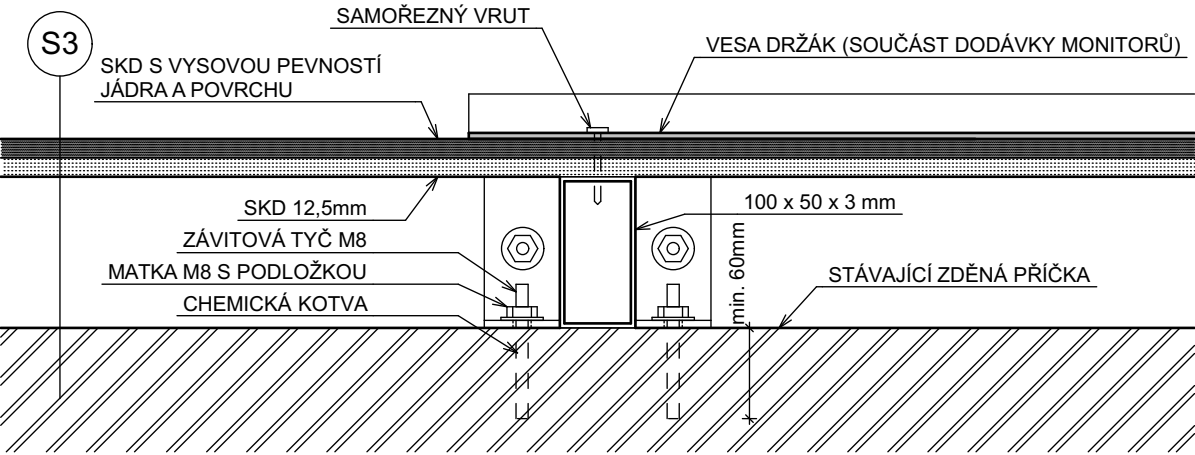 SAMOŘEZNÝ VRUT
S3
VESA DRŽÁK (SOUČÁST DODÁVKY MONITORŮ)
SKD S VYSOVOU PEVNOSTÍ
JÁDRA A POVRCHU
SKD 12,5mm
100 x 50 x 3 mm
ZÁVITOVÁ TYČ M8
MATKA M8 S PODLOŽKOU
STÁVAJÍCÍ ZDĚNÁ PŘÍČKA
CHEMICKÁ KOTVA
min. 60mm